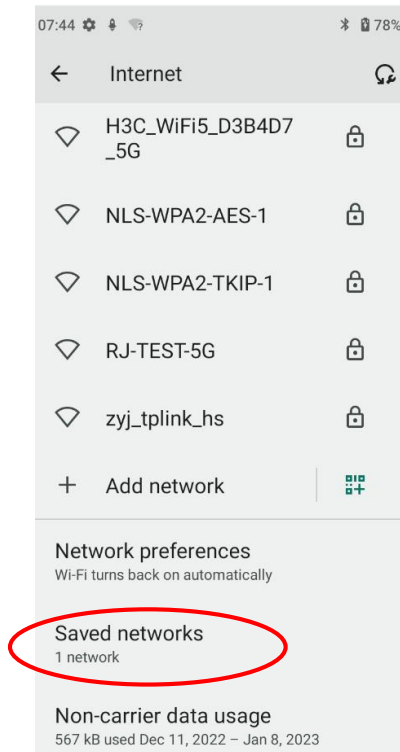 07:44 78%
Internet
H3C_WiFi5_D3B4D7
_5G
NLS-WPA2-AES-1
NLS-WPA2-TKIP-1
RJ-TEST-5G
zyj_tplink_hs
Add network
Network preferences
Wi-Fi turns back on automatically
Saved networks
1 network
Non-carrier data usage
567 kB used Dec 11, 2022 – Jan 8, 2023